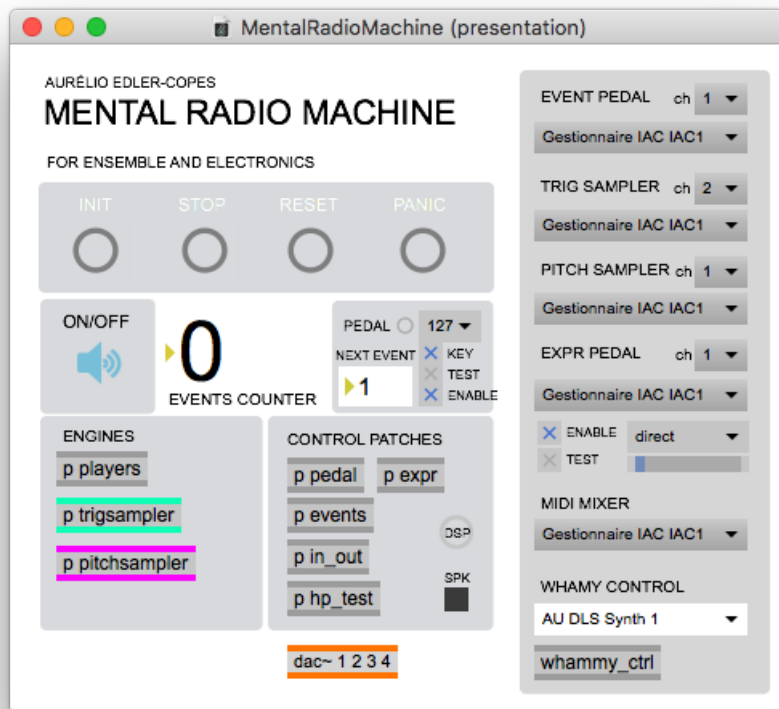 MentalRadioMachine (presentation)
AURÉLIO EDLER-COPES
MENTAL RADIO MACHINE
FOR ENSEMBLE AND ELECTRONICS
INIT STOP RESET PANIC
ON/OFF
0
EVENTS COUNTER
PEDAL 127
NEXT EVENT KEY
TEST
1
ENABLE
ENGINES
p players
p trigsampler
p pitchsampler
CONTROL PATCHES
p pedal p expr
p events
DSP
p in_out
SPK
p hp_test
dac~ 1 2 3 4
EVENT PEDAL ch 1
Gestionnaire IAC IAC1
TRIG SAMPLER ch 2
Gestionnaire IAC IAC1
PITCH SAMPLER ch 1
Gestionnaire IAC IAC1
EXPR PEDAL ch 1
Gestionnaire IAC IAC1
ENABLE direct
TEST
MIDI MIXER
Gestionnaire IAC IAC1
WHAMY CONTROL
AU DLS Synth 1
whammy_ctrl